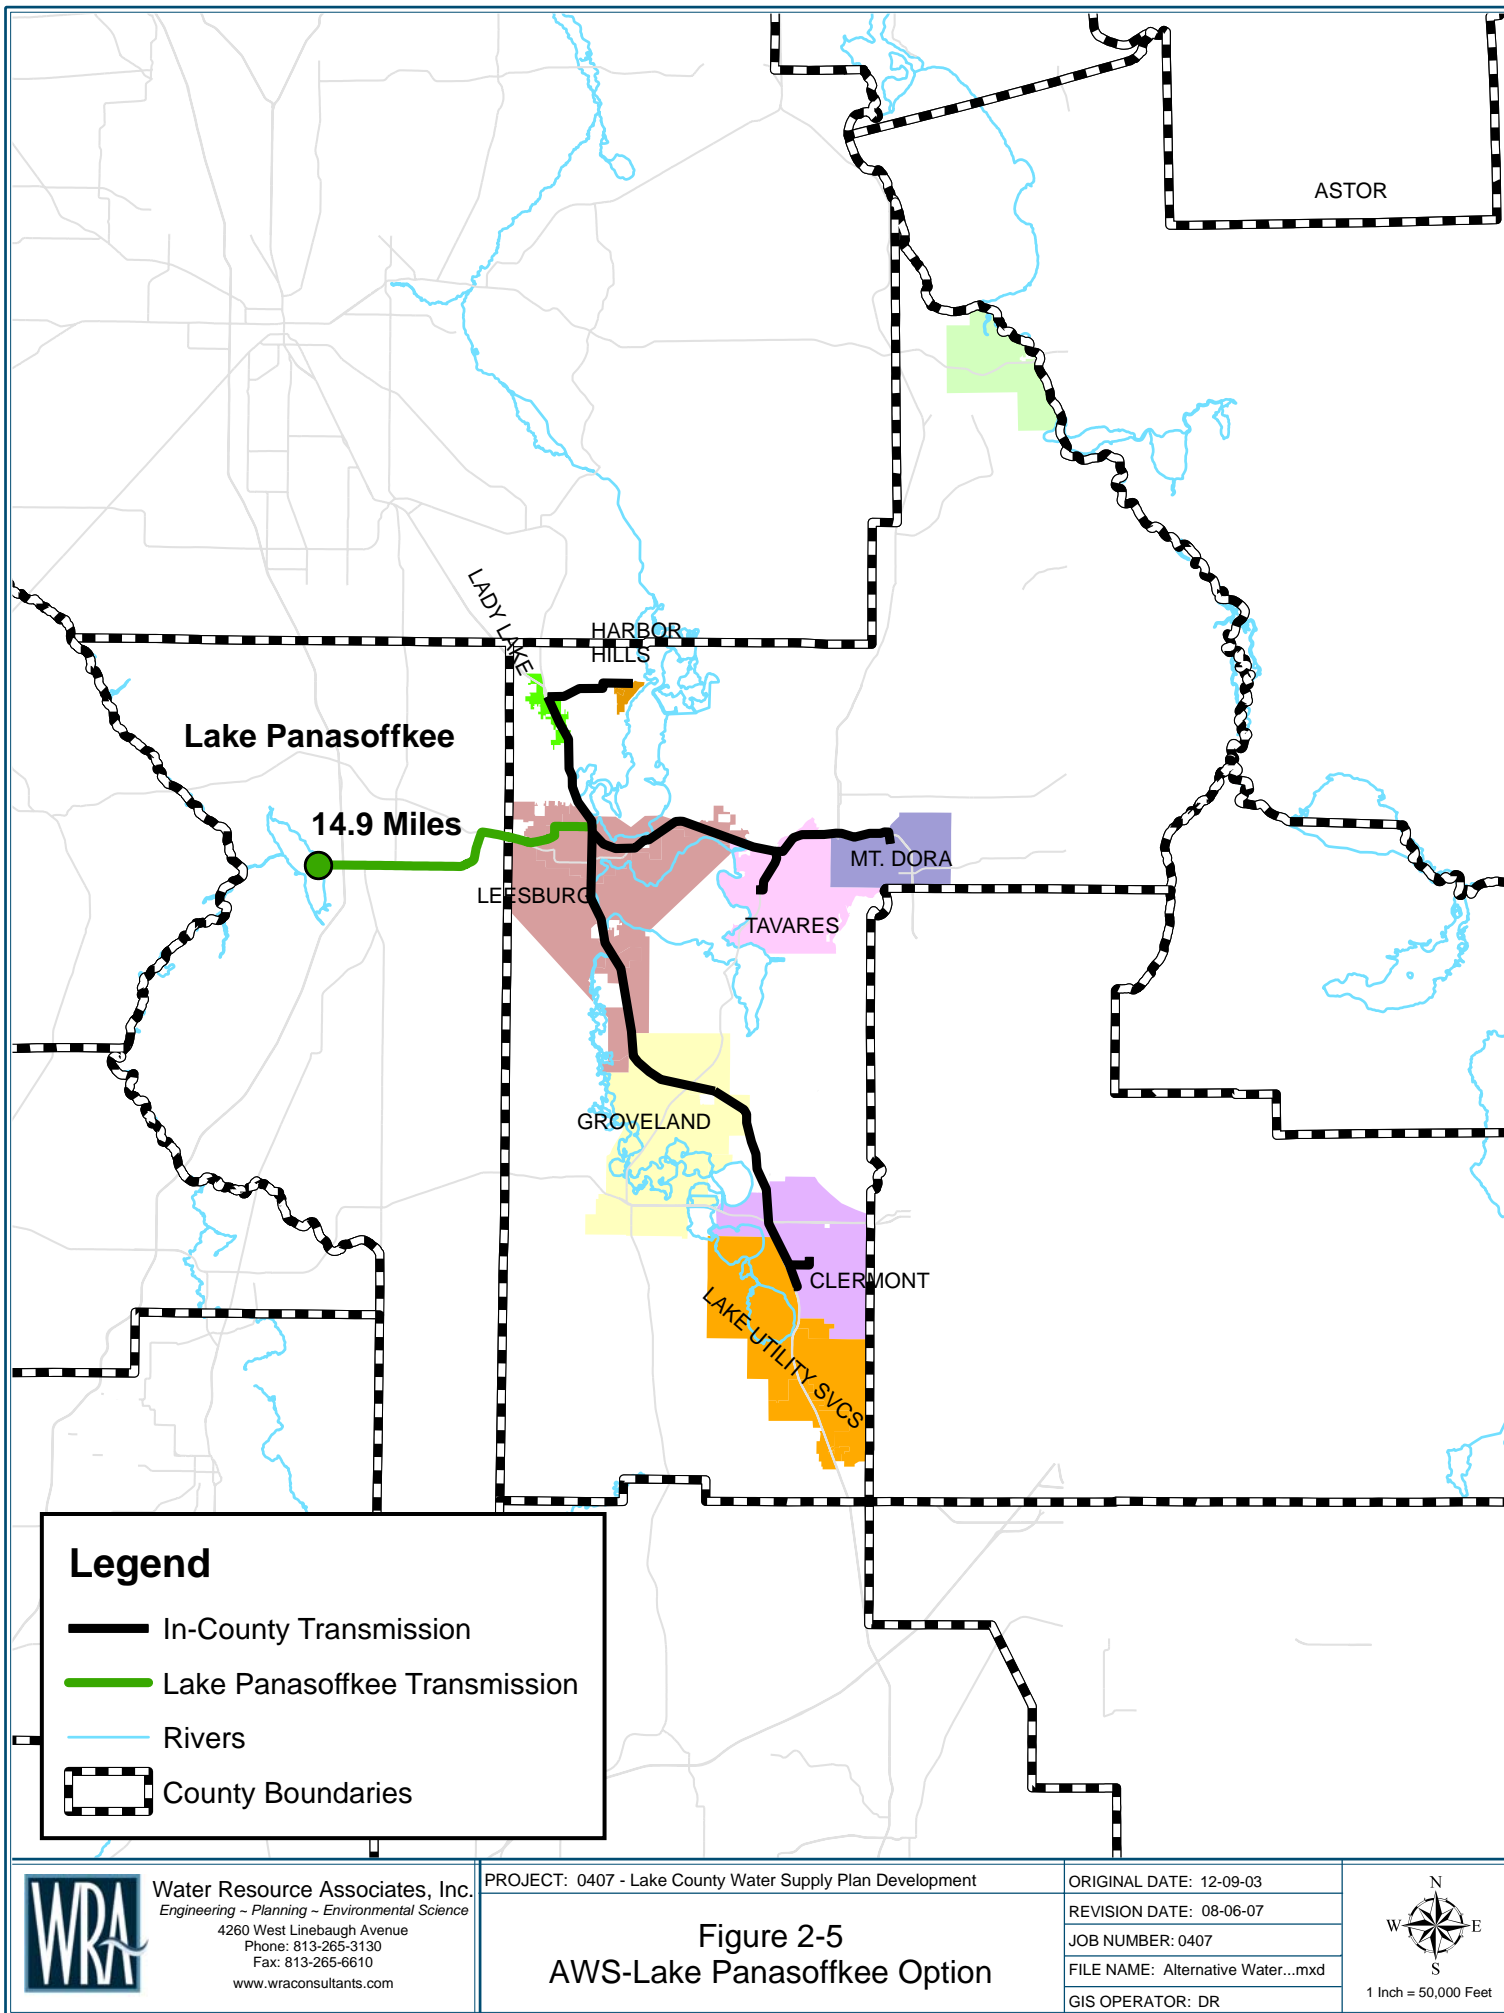 ASTOR
LADY LAKE
HARBOR
HILLS
Lake Panasoffkee
14.9 Miles
MT. DORA
LEESBURG
TAVARES
GROVELAND
CLERMONT
LAKE UTILITY SVCS
Legend
In-County Transmission
Lake Panasoffkee Transmission
Rivers
County Boundaries
WRA
Water Resource Associates, Inc.
Engineering ~ Planning ~ Environmental Science
4260 West Linebaugh Avenue
Phone: 813-265-3130
Fax: 813-265-6610
www.wraconsultants.com
PROJECT: 0407 - Lake County Water Supply Plan Development
Figure 2-5
AWS-Lake Panasoffkee Option
ORIGINAL DATE: 12-09-03
REVISION DATE: 08-06-07
JOB NUMBER: 0407
FILE NAME: Alternative Water...mxd
GIS OPERATOR: DR
N
W E
S
1 Inch = 50,000 Feet